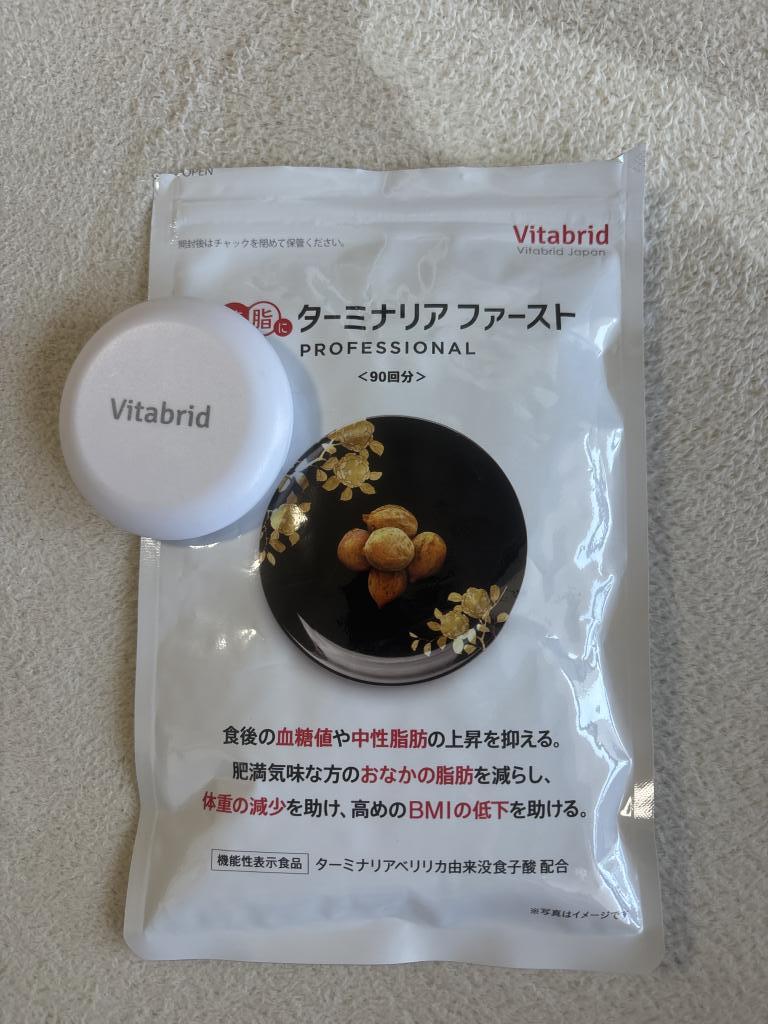 OPEN
開封後はチャックを閉めて保管ください。
Vitabrid
Vitabrid Japan
脂に
ターミナリア ファースト
PROFESSIONAL
<90回分>
Vitabrid
食後の血糖値や中性脂肪の上昇を抑える。
肥満気味な方のおなかの脂肪を減らし、
体重の減少を助け、高めのBMIの低下を助ける。
機能性表示食品 ターミナリアベリリカ由来没食子酸 配合
※写真はイメージです